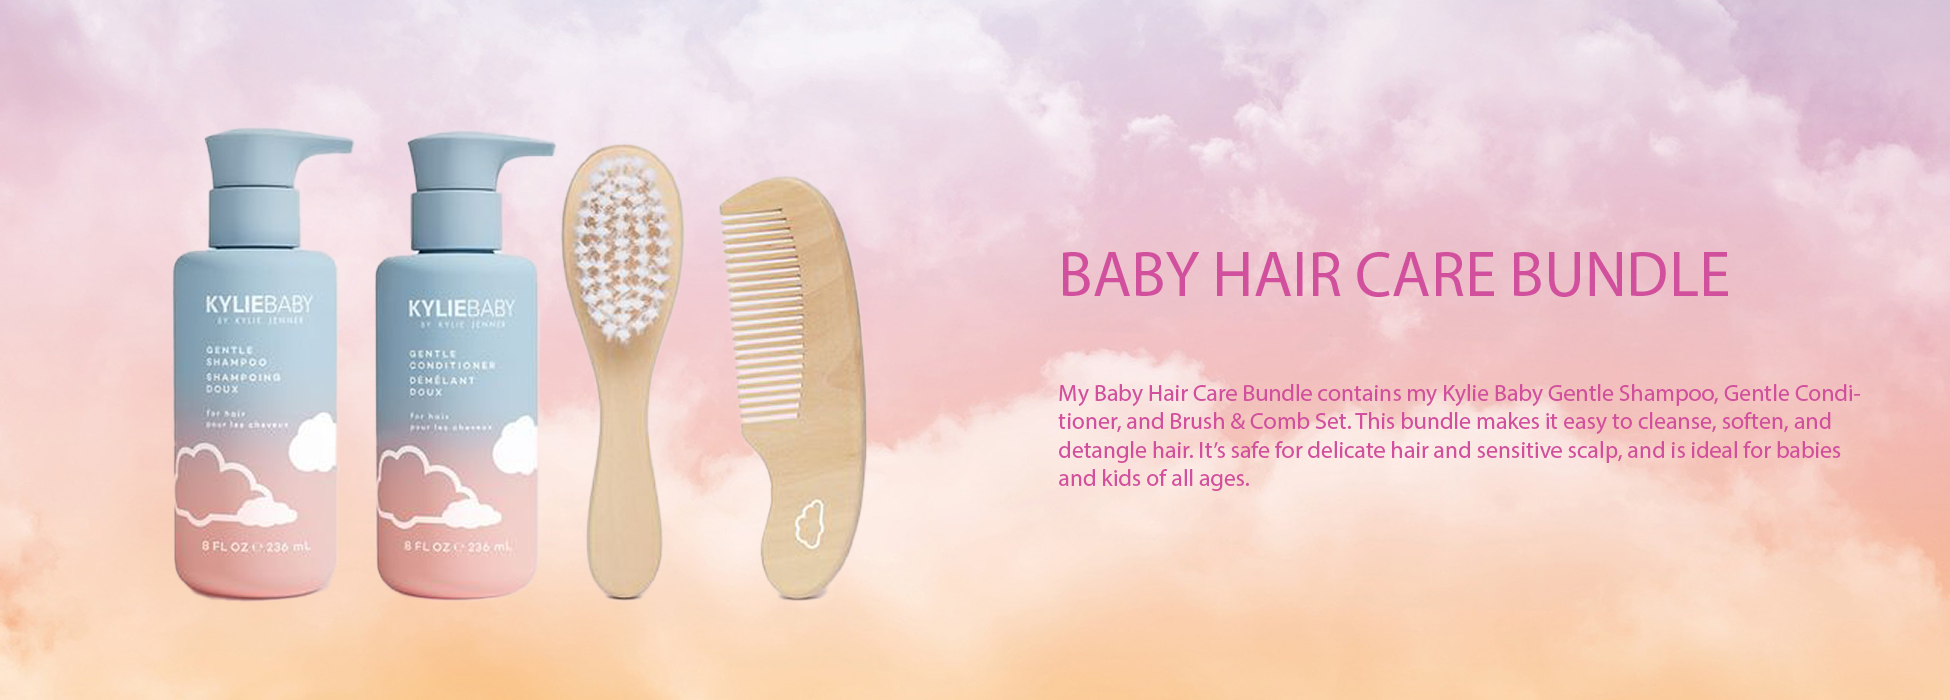 KYLIEBABY
BY KYLIE JENNER
GENTLE
SHAMPOO
SHAMPOING
DOUX
for hair
pour les cheveux
8 FL OZ ℮ 236 mL
KYLIEBABY
BY KYLIE JENNER
GENTLE
CONDITIONER
DÉMÊLANT
DOUX
for hair
pour les cheveux
8 FL OZ ℮ 236 mL
BABY HAIR CARE BUNDLE
My Baby Hair Care Bundle contains my Kylie Baby Gentle Shampoo, Gentle Condi-
tioner, and Brush & Comb Set. This bundle makes it easy to cleanse, soften, and
detangle hair. It’s safe for delicate hair and sensitive scalp, and is ideal for babies
and kids of all ages.